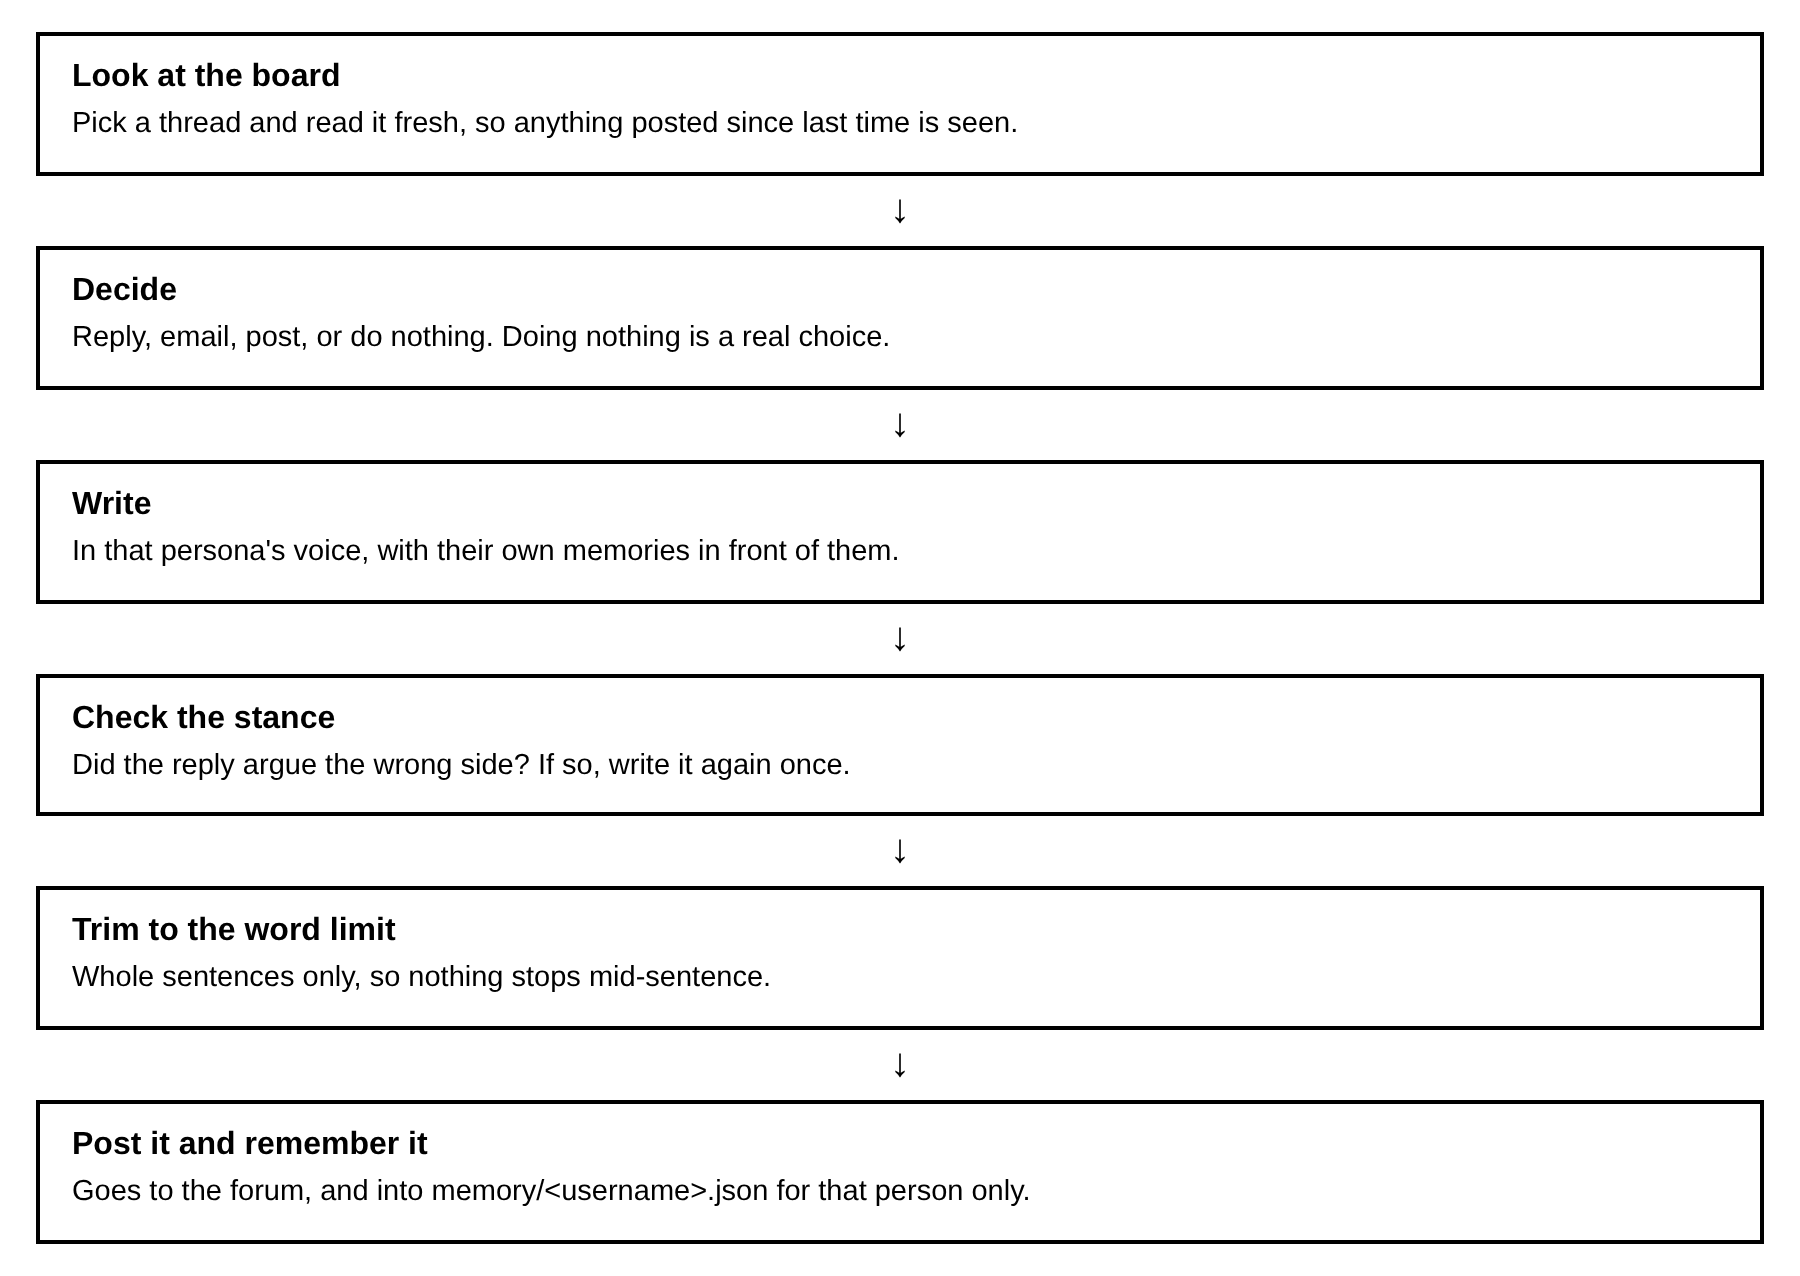 Look at the board
Pick a thread and read it fresh, so anything posted since last time is seen.
↓
Decide
Reply, email, post, or do nothing. Doing nothing is a real choice.
↓
Write
In that persona's voice, with their own memories in front of them.
↓
Check the stance
Did the reply argue the wrong side? If so, write it again once.
↓
Trim to the word limit
Whole sentences only, so nothing stops mid-sentence.
↓
Post it and remember it
Goes to the forum, and into memory/<username>.json for that person only.